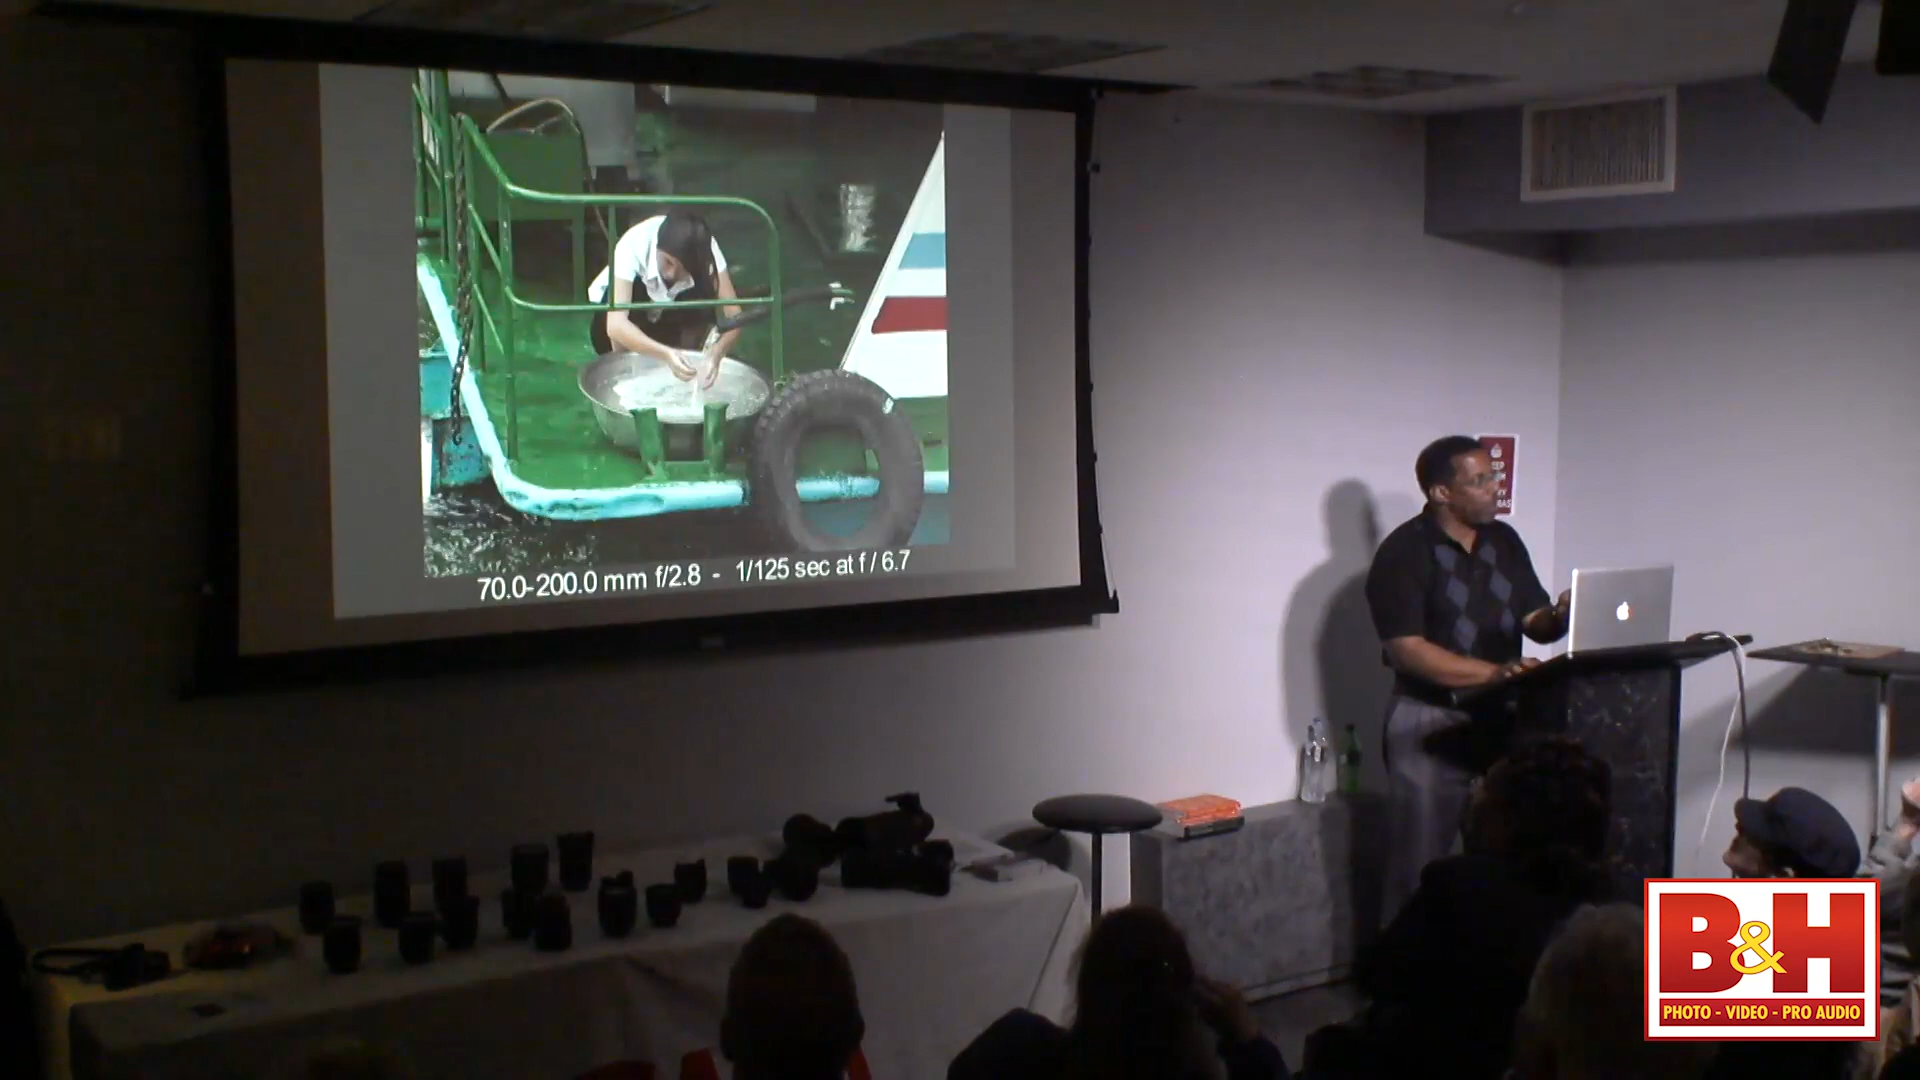 70.0-200.0 mm f/2.8 - 1/125 sec at f / 6.7
B&H
PHOTO - VIDEO - PRO AUDIO